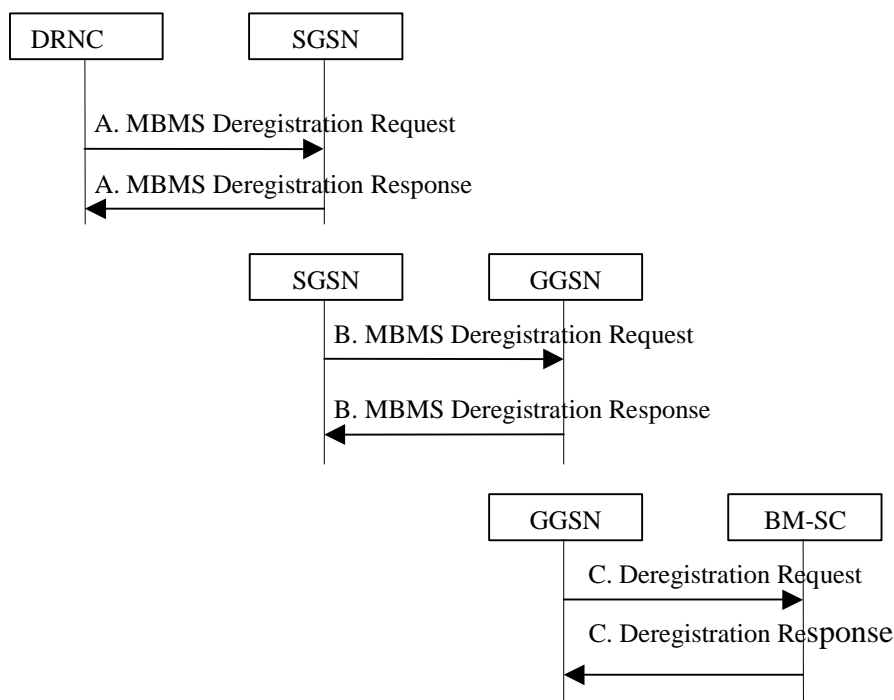 DRNC
SGSN
A. MBMS Deregistration Request
A. MBMS Deregistration Response
SGSN
GGSN
B. MBMS Deregistration Request
B. MBMS Deregistration Response
GGSN
BM-SC
C. Deregistration Request
C. Deregistration Response